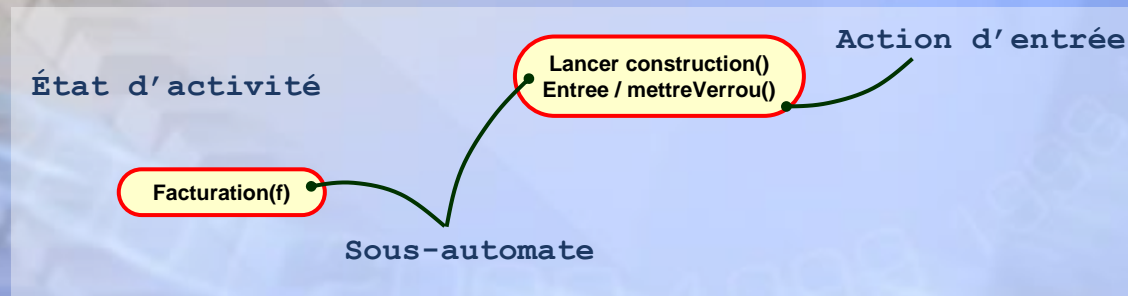 Action d'entrée
Lancer construction()
Entree / mettreVerrou()
État d'activité
Facturation(f)
Sous-automate